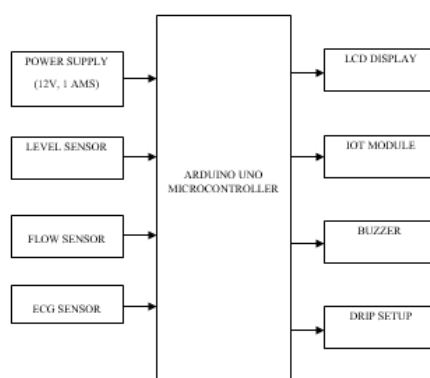 POWER SUPPLY
(12V, 1 AMS)
LEVEL SENSOR
FLOW SENSOR
ECG SENSOR
ARDUINO UNO
MICROCONTROLLER
LCD DISPLAY
IOT MODULE
BUZZER
DRIP SETUP